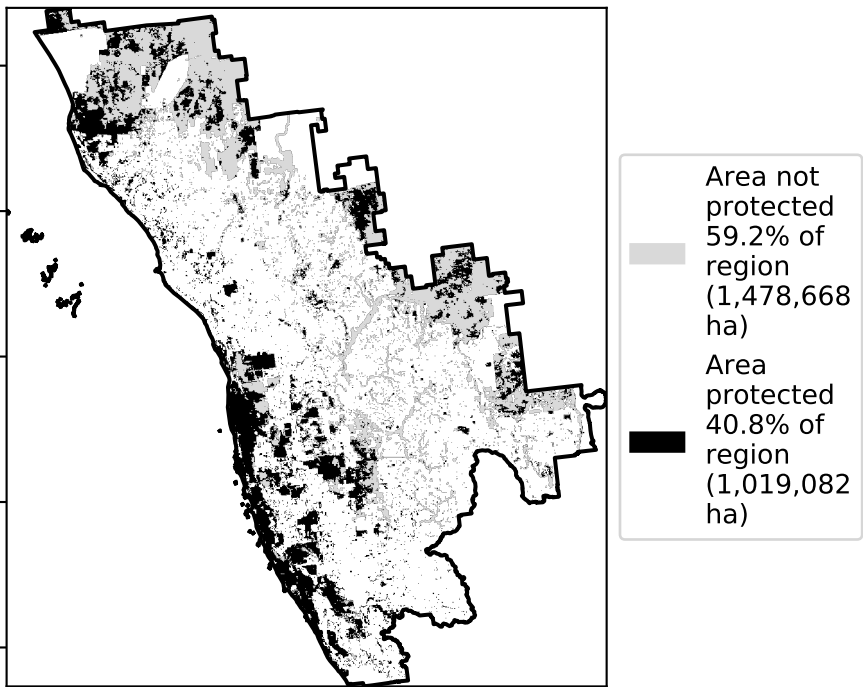 Area not
protected
59.2% of
region
(1,478,668
ha)
Area
protected
40.8% of
region
(1,019,082
ha)